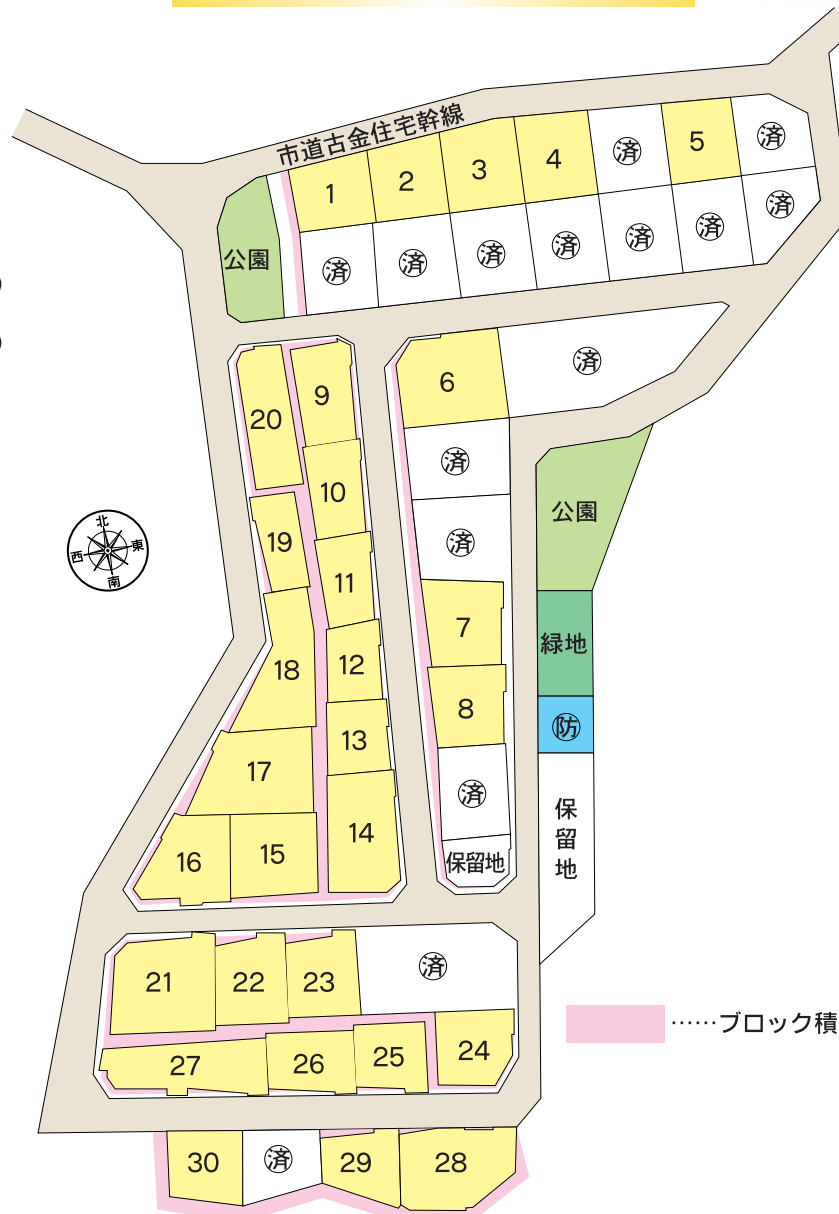 市道古金住宅幹線
1 2 3 4 済 5 済
公園 済 済 済 済 済 済 済
20 9 6 済
10 済
19 11 済 公園
18 12 7 緑地
17 13 8 防
16 15 14 済 保留地
保留地
21 22 23 済
27 26 25 24
30 済 29 28
北
東
南
西
……ブロック積